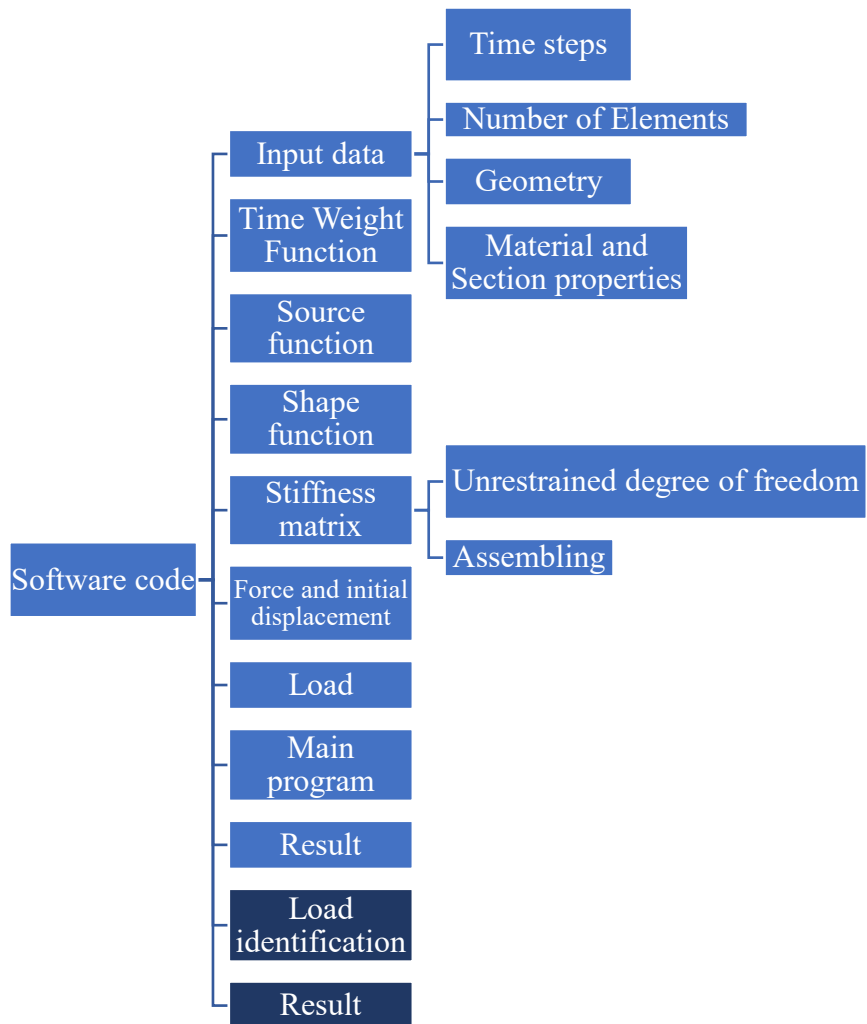 Software code
Input data
Time steps
Number of Elements
Geometry
Material and
Section properties
Time Weight
Function
Source
function
Shape
function
Stiffness
matrix
Unrestrained degree of freedom
Assembling
Force and initial
displacement
Load
Main
program
Result
Load
identification
Result